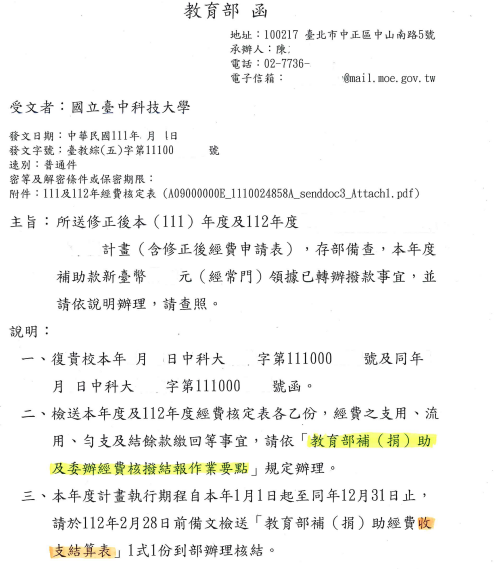 教育部 函
地址：100217 臺北市中正區中山南路5號
承辦人：陳
電話：02-7736-
電子信箱： @mail.moe.gov.tw
受文者：國立臺中科技大學
發文日期：中華民國111年 月 日
發文字號：臺教綜(五)字第11100 號
速別：普通件
密等及解密條件或保密期限：
附件：111及112年經費核定表 (A09000000E_1110024858A_senddoc3_Attach1.pdf)
主旨：所送修正後本（111）年度及112年度
計畫（含修正後經費申請表），存部備查，本年度
補助款新臺幣 元（經常門）領據已轉辦撥款事宜，並
請依說明辦理，請查照。
說明：
一、復貴校本年 月 日中科大 字第111000 號及同年
月 日中科大 字第111000 號函。
二、檢送本年度及112年度經費核定表各乙份，經費之支用、流
用、勻支及結餘款繳回等事宜，請依「教育部補（捐）助
及委辦經費核撥結報作業要點」規定辦理。
三、本年度計畫執行期程自本年1月1日起至同年12月31日止，
請於112年2月28日前備文檢送「教育部補（捐）助經費收
支結算表」1式1份到部辦理核結。